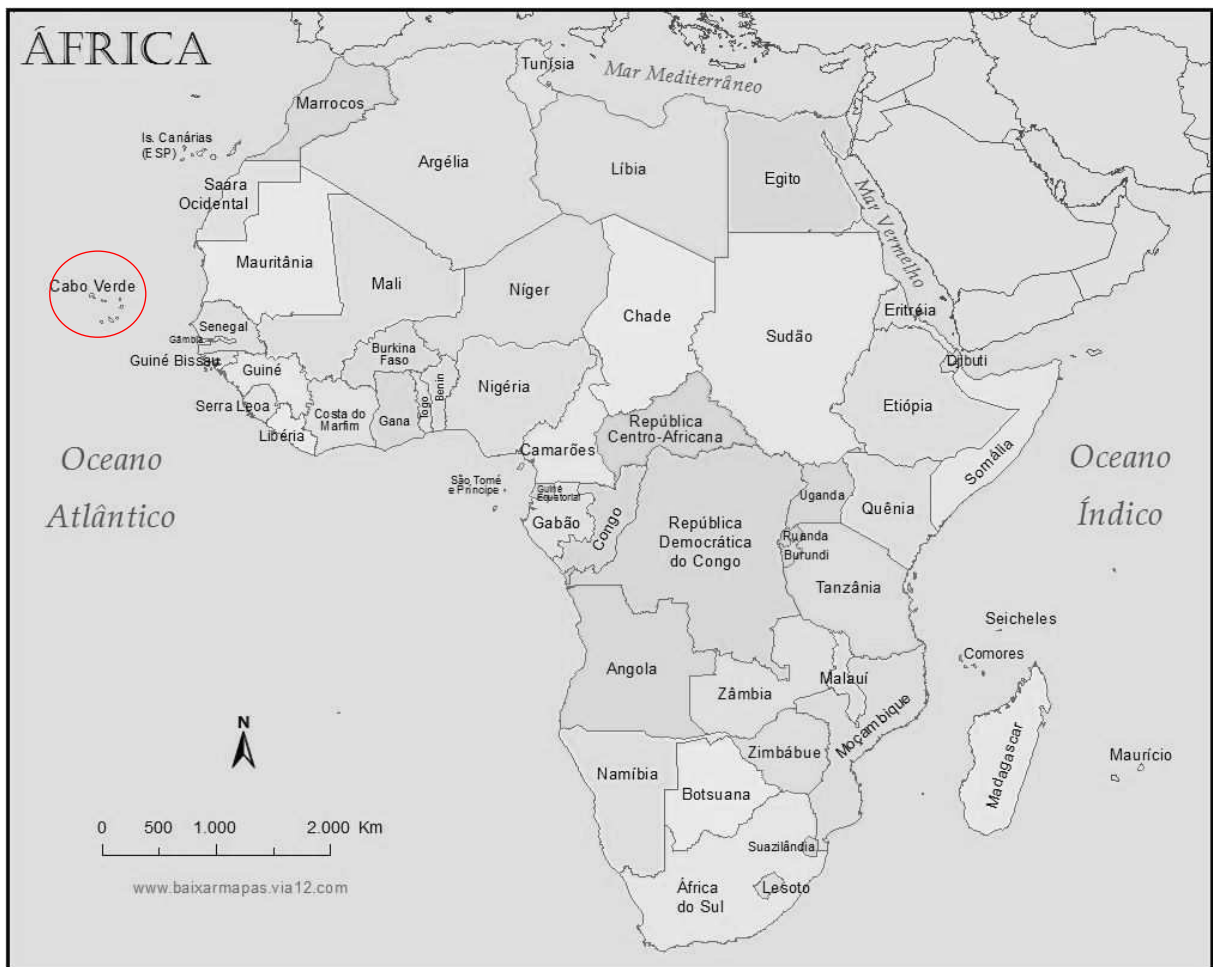 ÁFRICA
Tunísia
Mar Mediterrâneo
Marrocos
Is. Canárias
(ESP)
Argélia
Líbia
Egito
Saára
Ocidental
Mar Vermelho
Mauritânia
Cabo Verde
Mali
Níger
Chade
Sudão
Eritréia
Senegal
Gâmbia
Guiné Bissau
Guiné
Burkina
Faso
Djibuti
Nigéria
Benin
Togo
Etiópia
Serra Leoa
Costa do
Marfim
Gana
Libéria
República
Centro-Africana
Camarões
Somália
Oceano
Atlântico
Oceano
Índico
São Tomé
e Principe
Guiné
Equatorial
Uganda
Quênia
Gabão
Congo
República
Democrática
do Congo
Ruanda
Burundi
Tanzânia
Seicheles
Comores
Angola
Zâmbia
Malauí
Moçambique
Madagascar
Maurício
N
Zimbábue
Namíbia
Botsuana
0 500 1.000 2.000 Km
Suazilândia
www.baixarmapas.via12.com
África
do Sul
Lesoto